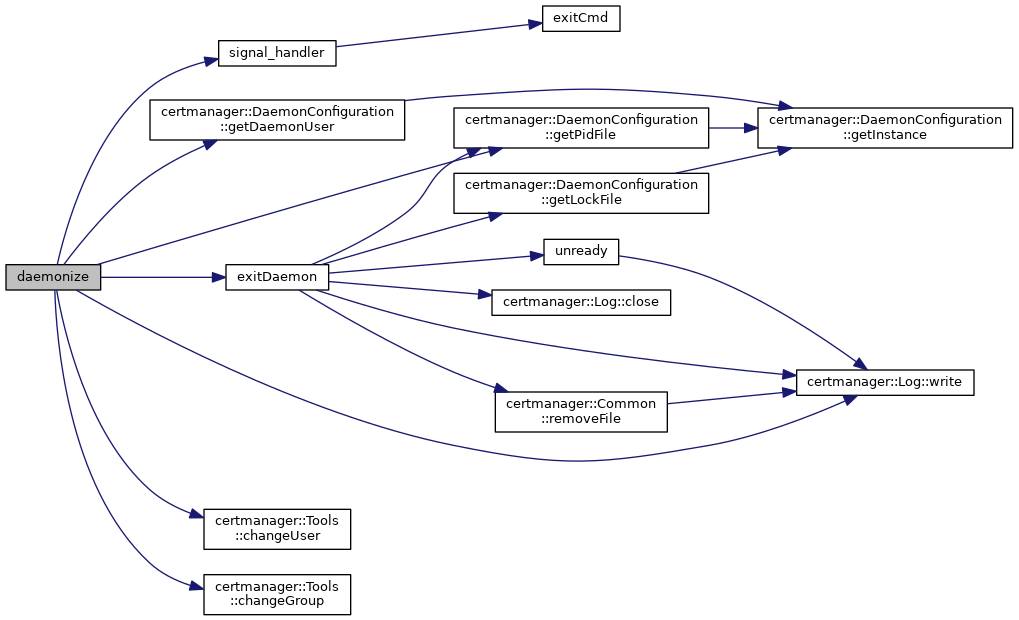 exitCmd
signal_handler
certmanager::DaemonConfiguration
::getDaemonUser
certmanager::DaemonConfiguration
::getPidFile
certmanager::DaemonConfiguration
::getInstance
certmanager::DaemonConfiguration
::getLockFile
unready
daemonize
exitDaemon
certmanager::Log::close
certmanager::Log::write
certmanager::Common
::removeFile
certmanager::Tools
::changeUser
certmanager::Tools
::changeGroup